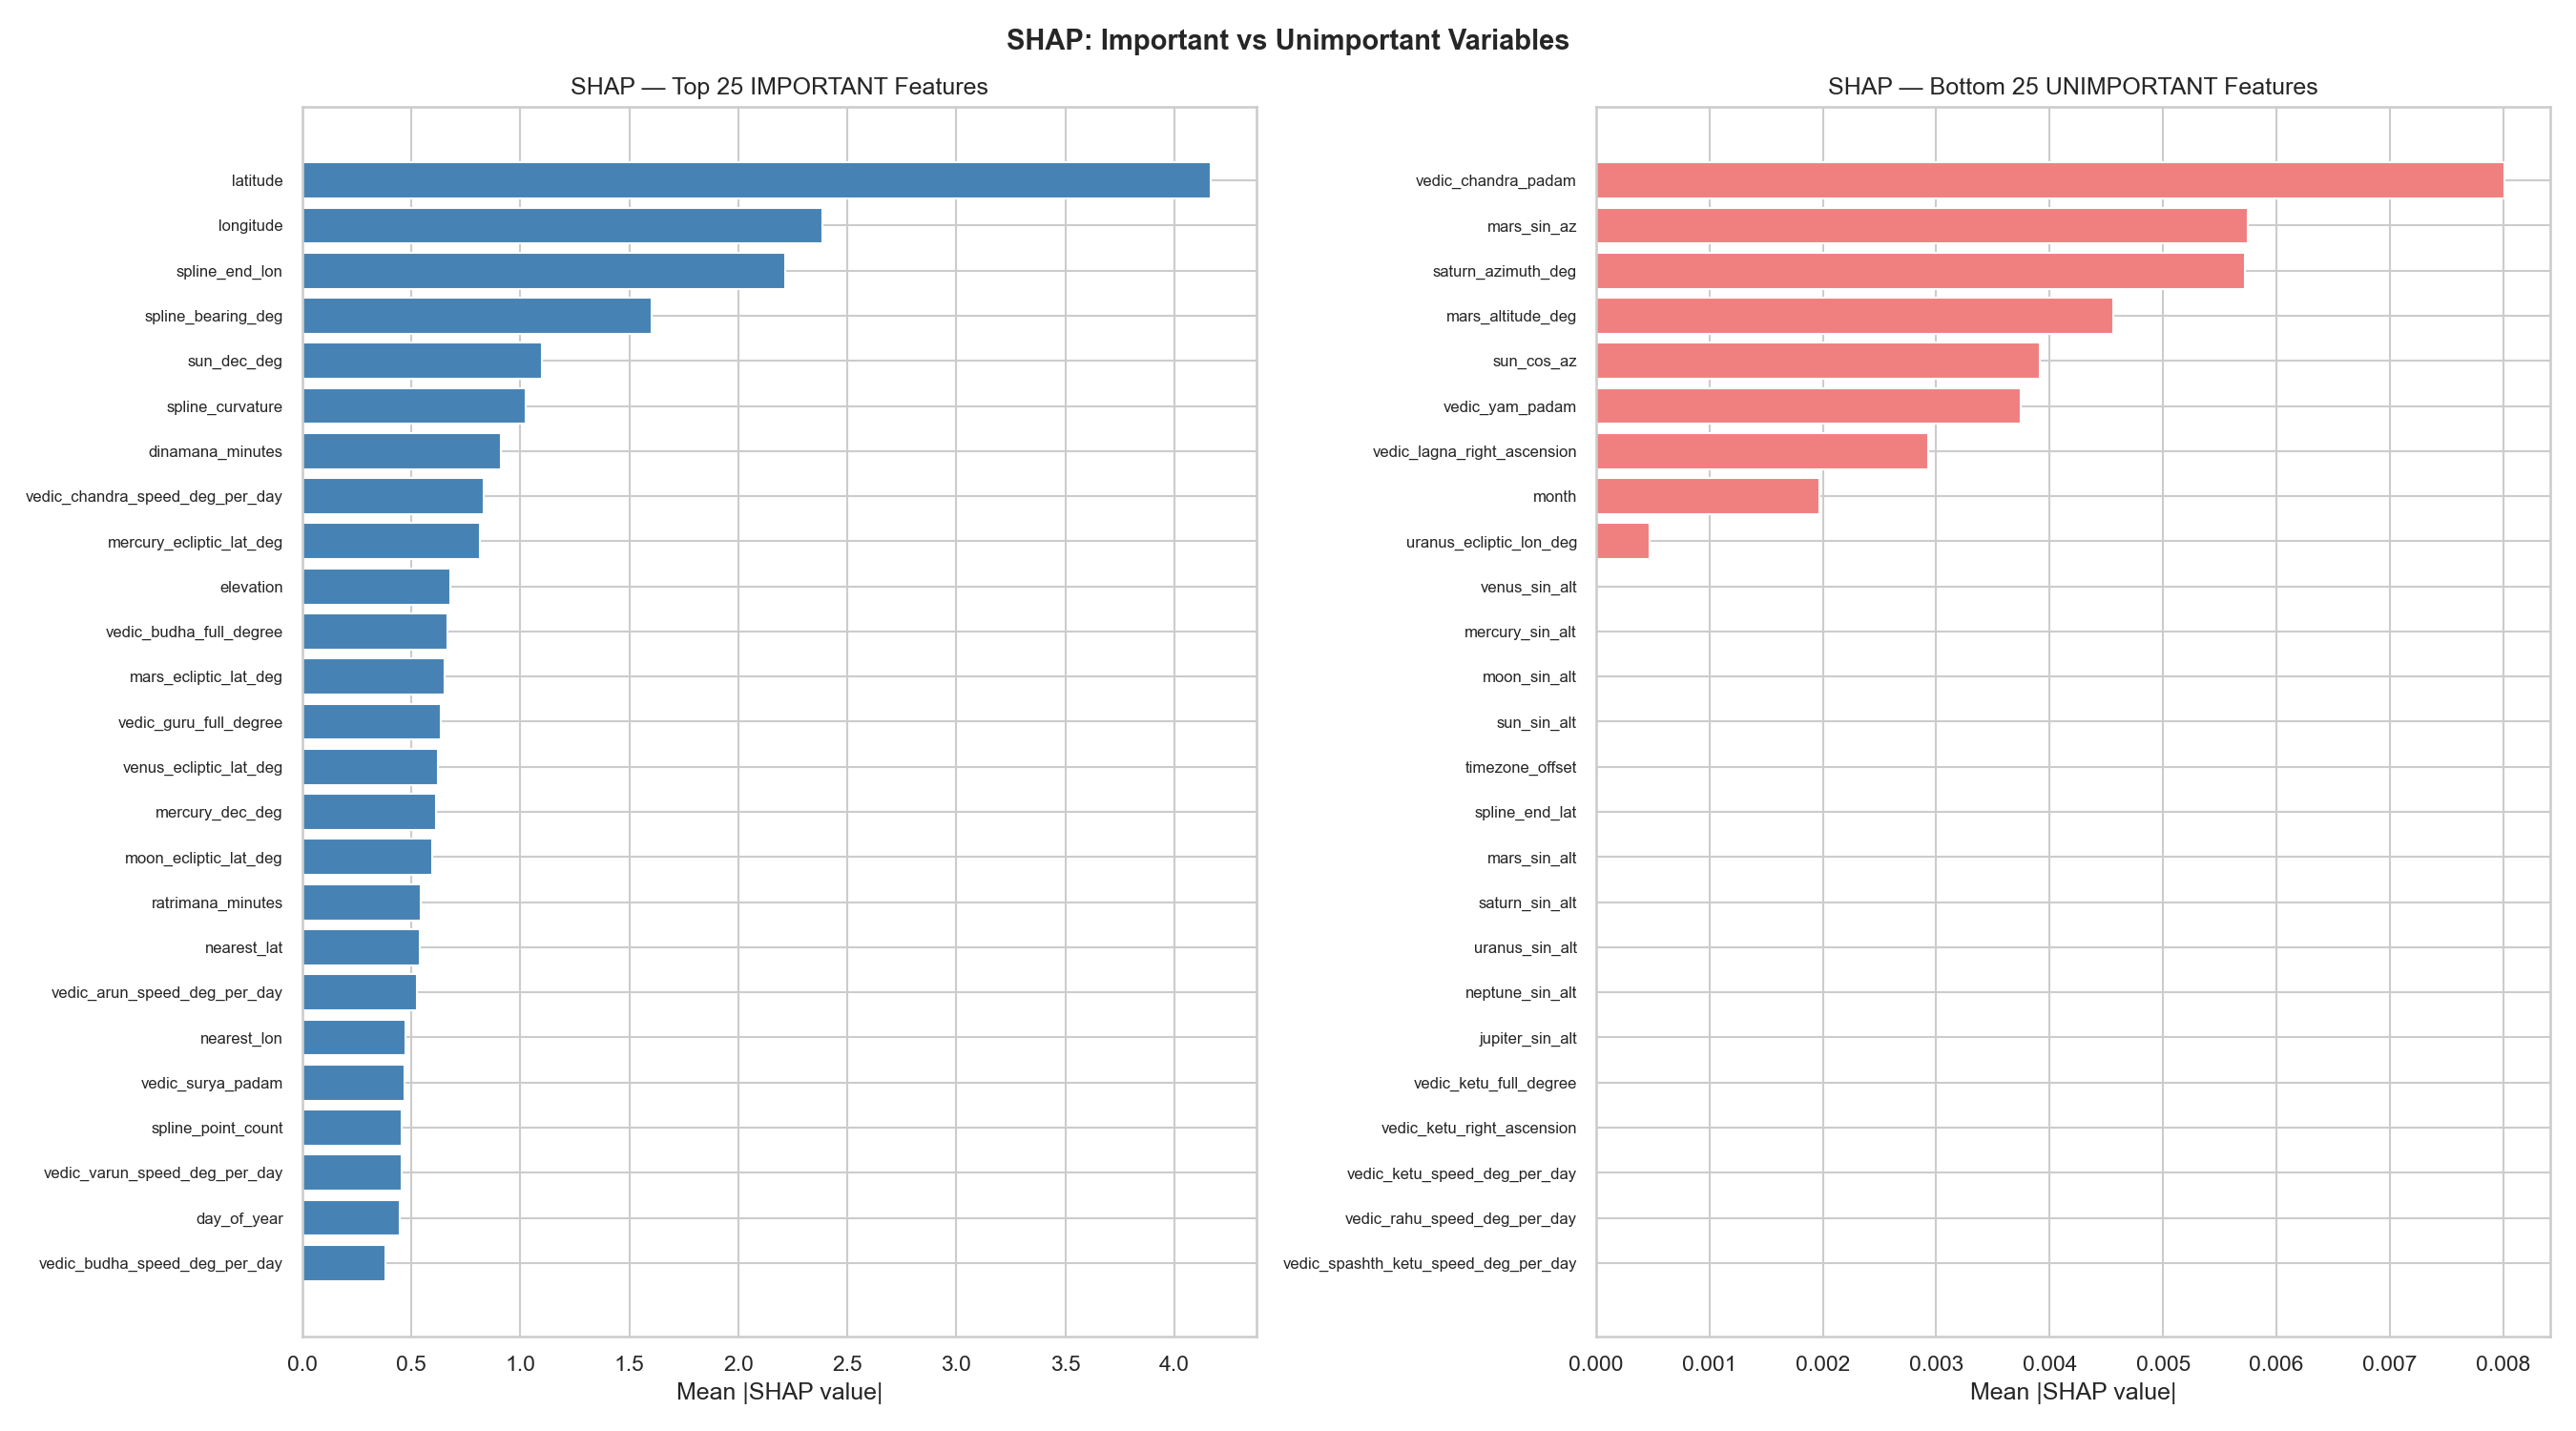 SHAP: Important vs Unimportant Variables
SHAP — Top 25 IMPORTANT Features
latitude
longitude
spline_end_lon
spline_bearing_deg
sun_dec_deg
spline_curvature
dinamana_minutes
vedic_chandra_speed_deg_per_day
mercury_ecliptic_lat_deg
elevation
vedic_budha_full_degree
mars_ecliptic_lat_deg
vedic_guru_full_degree
venus_ecliptic_lat_deg
mercury_dec_deg
moon_ecliptic_lat_deg
ratrimana_minutes
nearest_lat
vedic_arun_speed_deg_per_day
nearest_lon
vedic_surya_padam
spline_point_count
vedic_varun_speed_deg_per_day
day_of_year
vedic_budha_speed_deg_per_day
0.0 0.5 1.0 1.5 2.0 2.5 3.0 3.5 4.0
Mean |SHAP value|
SHAP — Bottom 25 UNIMPORTANT Features
vedic_chandra_padam
mars_sin_az
saturn_azimuth_deg
mars_altitude_deg
sun_cos_az
vedic_yam_padam
vedic_lagna_right_ascension
month
uranus_ecliptic_lon_deg
venus_sin_alt
mercury_sin_alt
moon_sin_alt
sun_sin_alt
timezone_offset
spline_end_lat
mars_sin_alt
saturn_sin_alt
uranus_sin_alt
neptune_sin_alt
jupiter_sin_alt
vedic_ketu_full_degree
vedic_ketu_right_ascension
vedic_ketu_speed_deg_per_day
vedic_rahu_speed_deg_per_day
vedic_spashth_ketu_speed_deg_per_day
0.000 0.001 0.002 0.003 0.004 0.005 0.006 0.007 0.008
Mean |SHAP value|